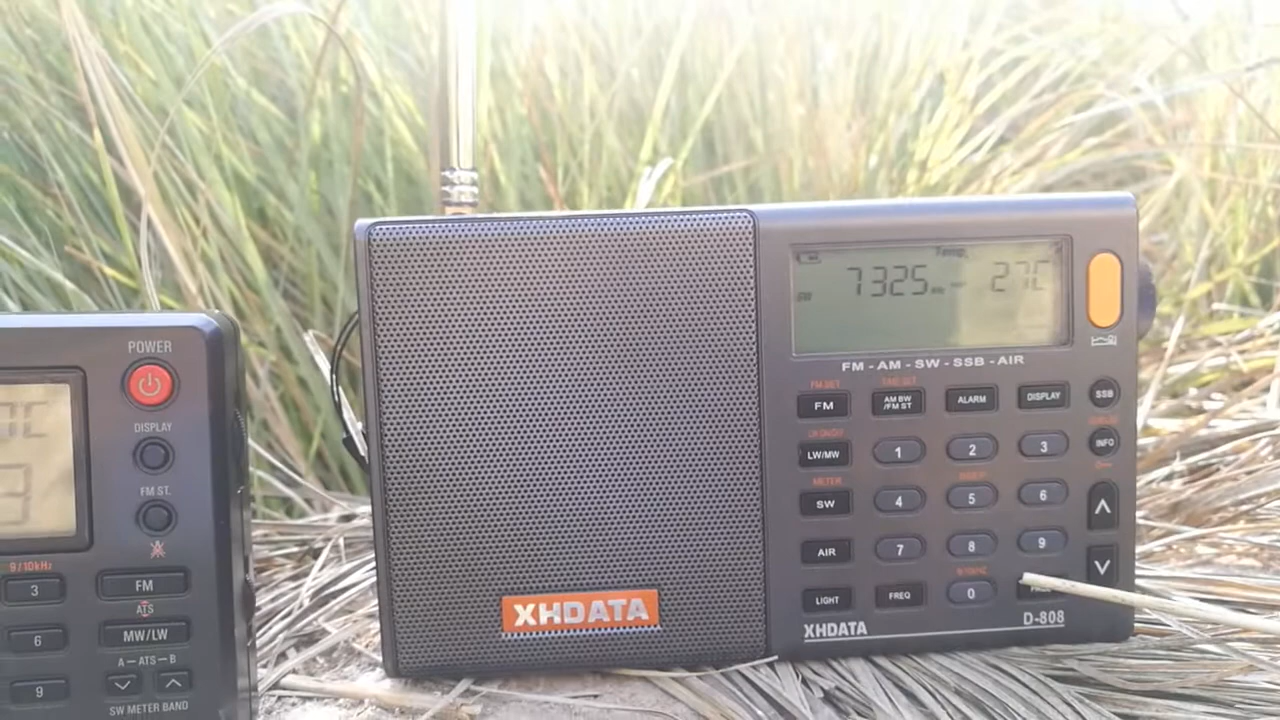 POWER
DISPLAY
FM ST.
9/10kHz
3
FM
ATS
6
MW/LW
A—ATS—B
9
SW METER BAND
XHDATA
Temp
7325
27C
SW
FM - AM - SW - SSB - AIR
FM SET
TIME SET
FM
AM BW
/FM ST
ALARM
DISPLAY
SSB
LW/MW
1
2
3
INFO
METER
SW
4
5
6
AIR
7
8
9
LIGHT
FREQ
0
XHDATA
D-808